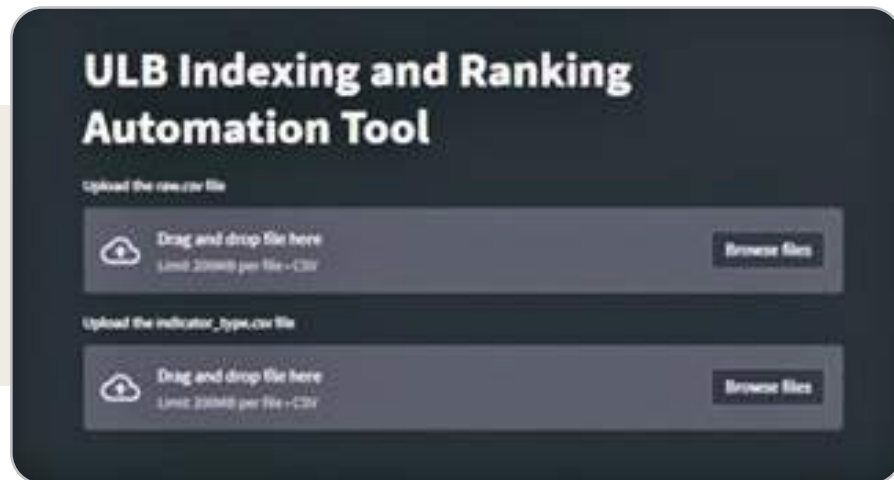 ULB Indexing and Ranking
Automation Tool
Upload the raw.csv file
Drag and drop file here
Limit 200MB per file • CSV
Browse files
Upload the indicator_type.csv file
Drag and drop file here
Limit 200MB per file • CSV
Browse files